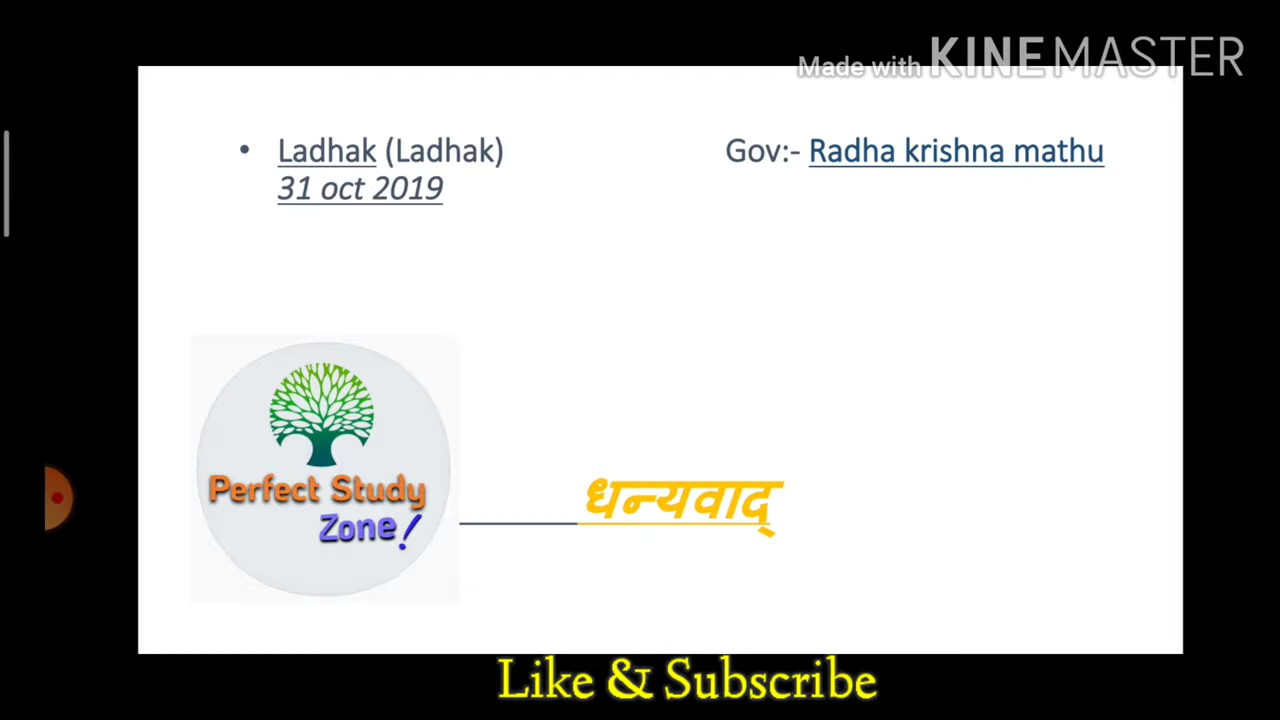 Made with KINEMASTER
• Ladhak (Ladhak) Gov:- Radha krishna mathu
31 oct 2019
Perfect Study
Zone!
धन्यवाद्
Like & Subscribe